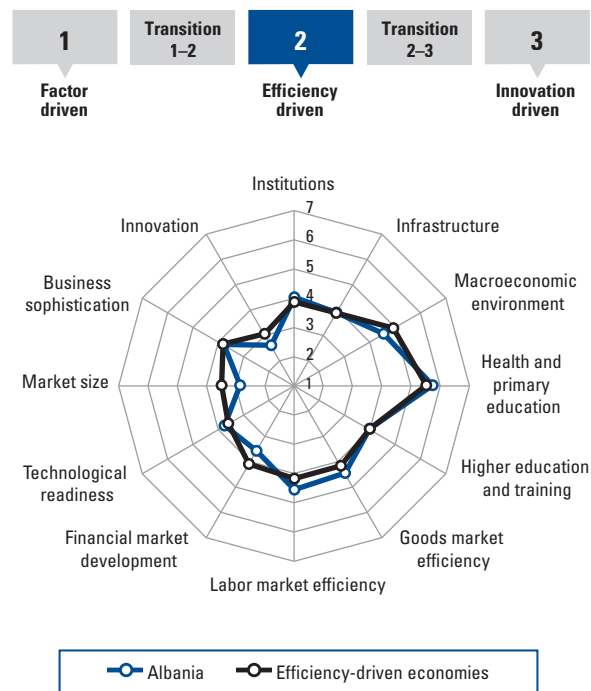 1
Transition
1–2
2
Transition
2–3
3
Factor
driven
Efficiency
driven
Innovation
driven
Institutions
Infrastructure
Macroeconomic
environment
Health and
primary
education
Higher education
and training
Goods market
efficiency
Labor market efficiency
Financial market
development
Technological
readiness
Market size
Business
sophistication
Innovation
7
6
5
4
3
2
1
Albania
Efficiency-driven economies